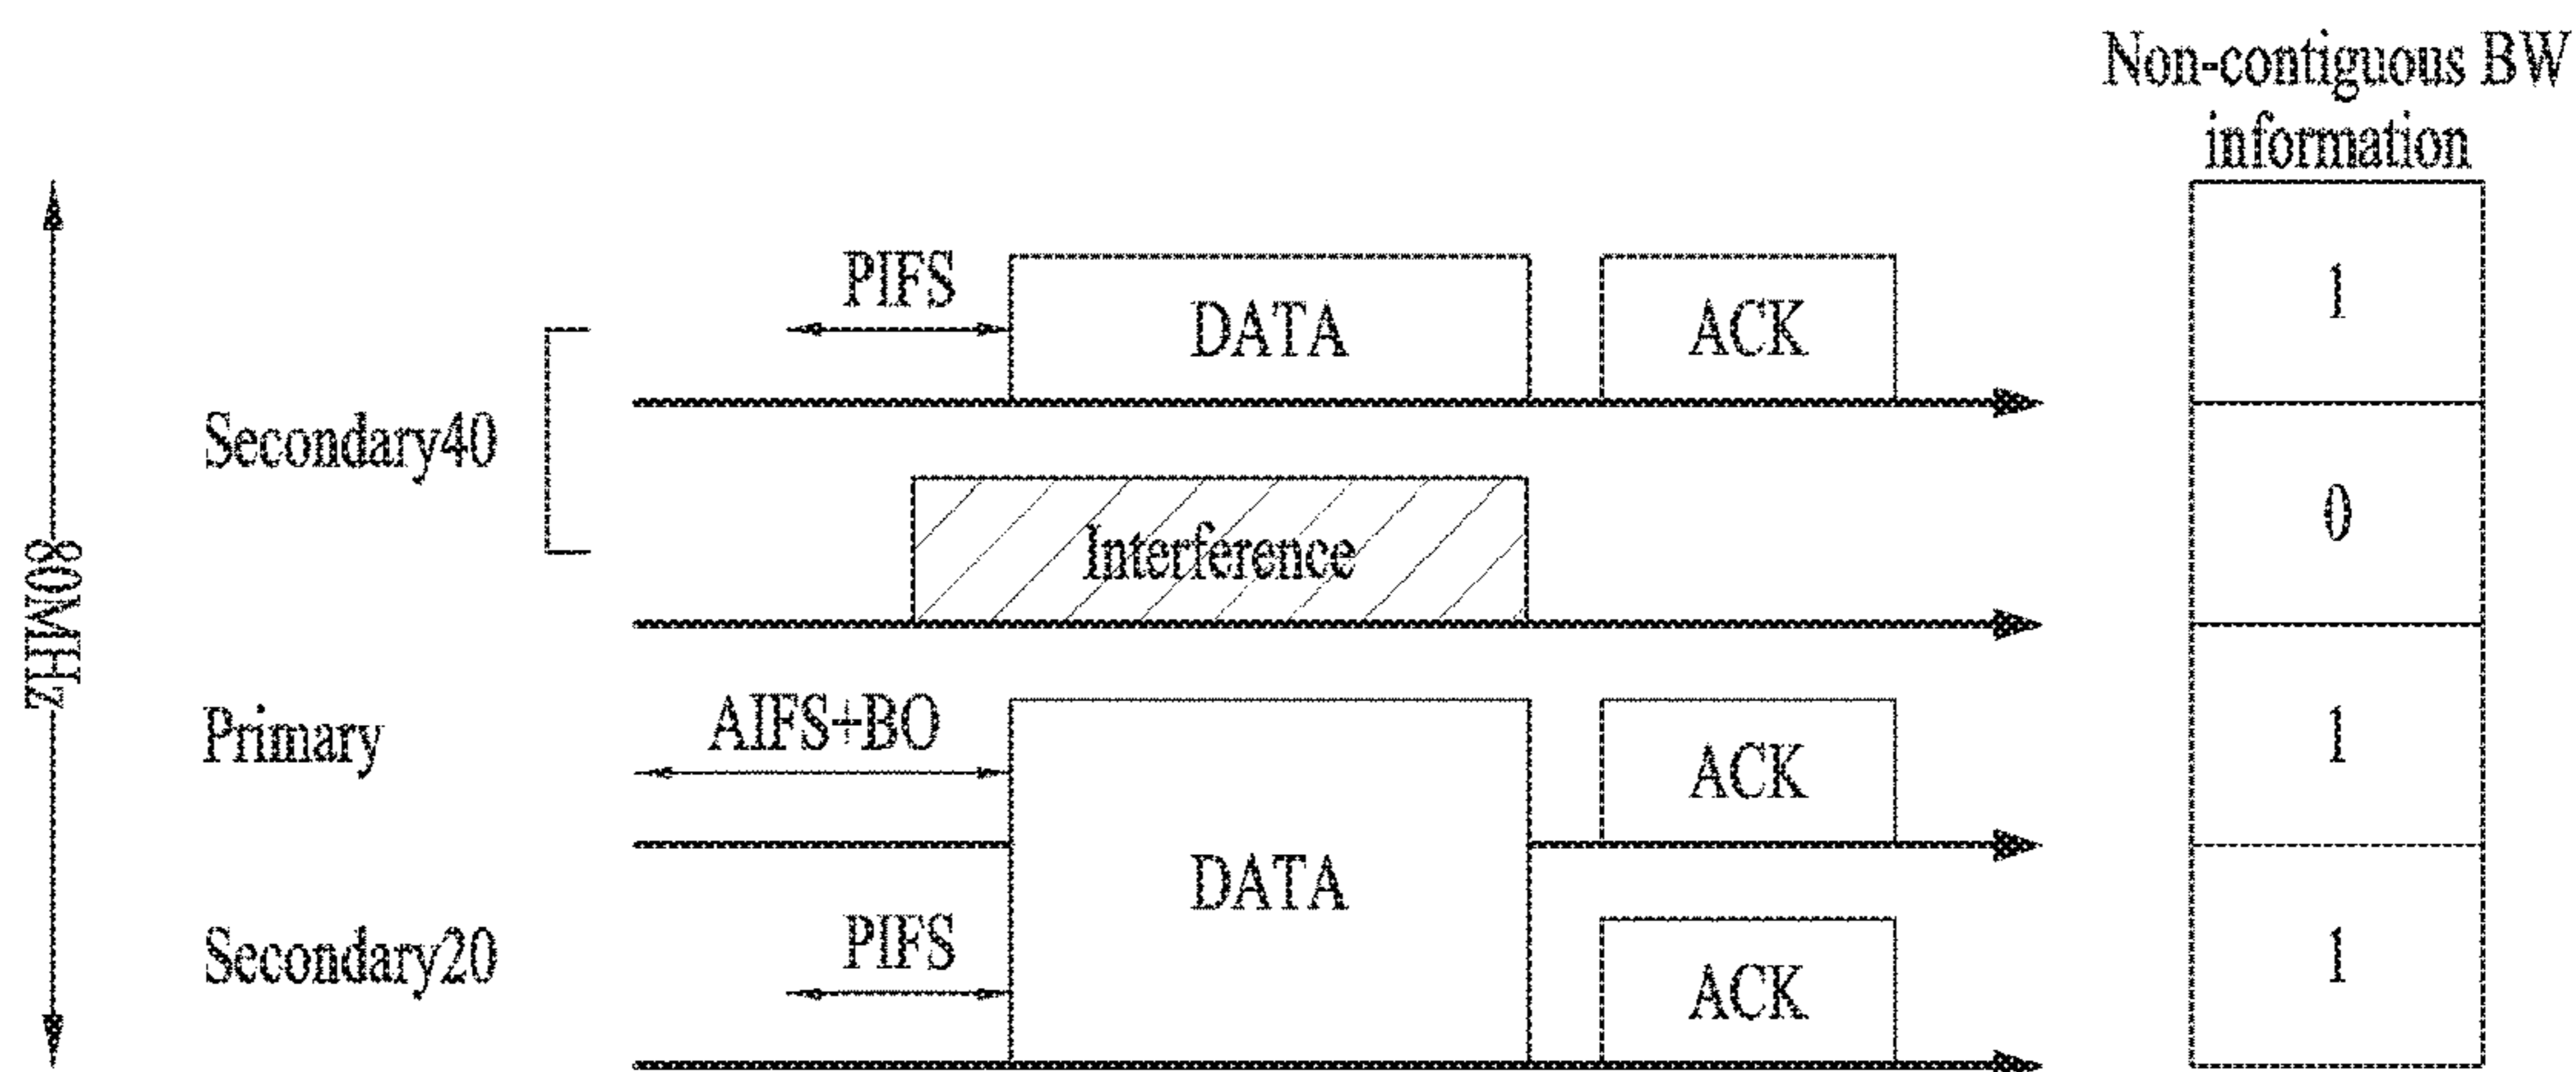 Non-contiguous BW
information
PIFS
DATA
ACK
1
Secondary40
Interference
0
80MHz
Primary
AIFS+BO
ACK
1
DATA
Secondary20
PIFS
ACK
1